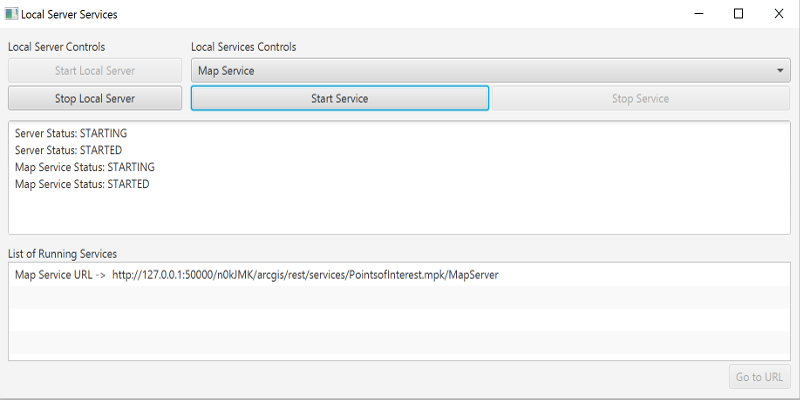 Local Server Services
Local Server Controls
Local Services Controls
Start Local Server
Map Service
Stop Local Server
Start Service
Stop Service
Server Status: STARTING
Server Status: STARTED
Map Service Status: STARTING
Map Service Status: STARTED
List of Running Services
Map Service URL -> http://127.0.0.1:50000/n0kJMK/arcgis/rest/services/PointsofInterest.mpk/MapServer
Go to URL